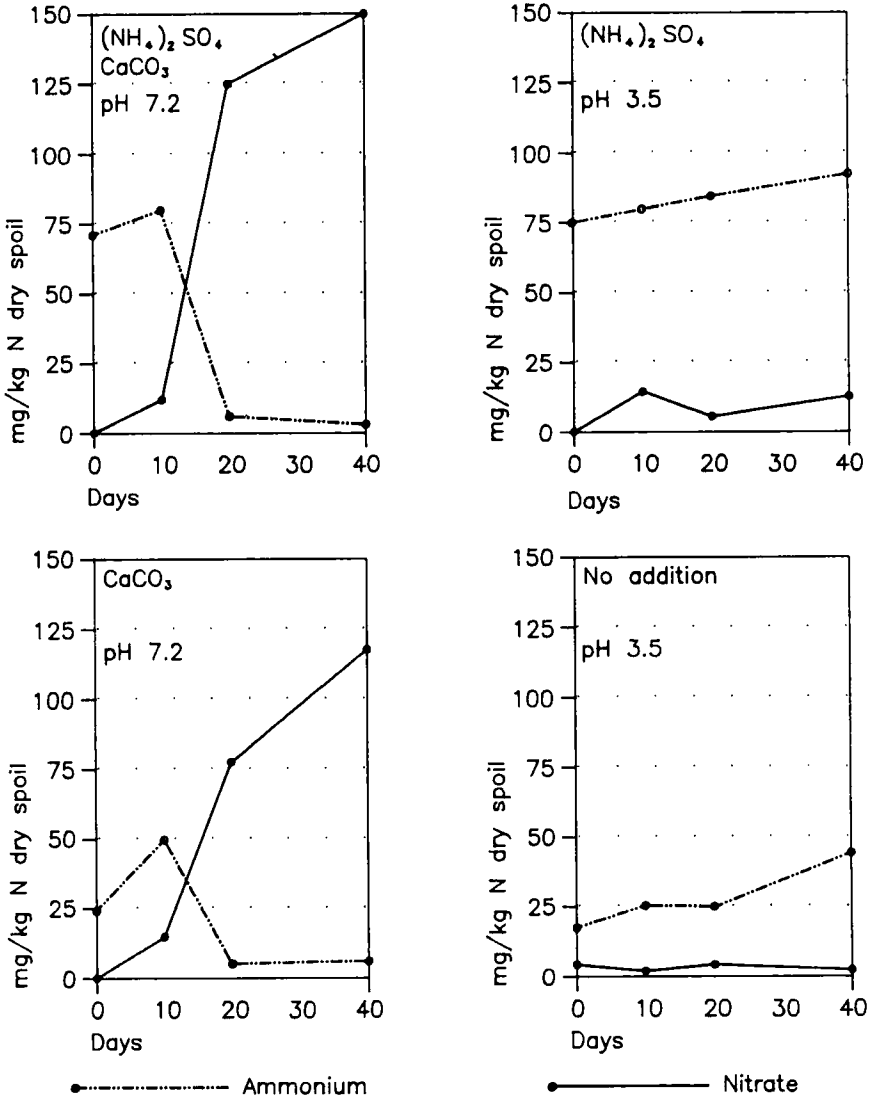 150
125
100
75
50
25
0
mg/kg N dry spoil
(NH₄)₂SO₄
CaCO₃
pH 7.2
0 10 20 30 40
Days
150
125
100
75
50
25
0
mg/kg N dry spoil
(NH₄)₂SO₄
pH 3.5
0 10 20 30 40
Days
150
125
100
75
50
25
0
mg/kg N dry spoil
CaCO₃
pH 7.2
0 10 20 30 40
Days
150
125
100
75
50
25
0
mg/kg N dry spoil
No addition
pH 3.5
0 10 20 30 40
Days
Ammonium
Nitrate